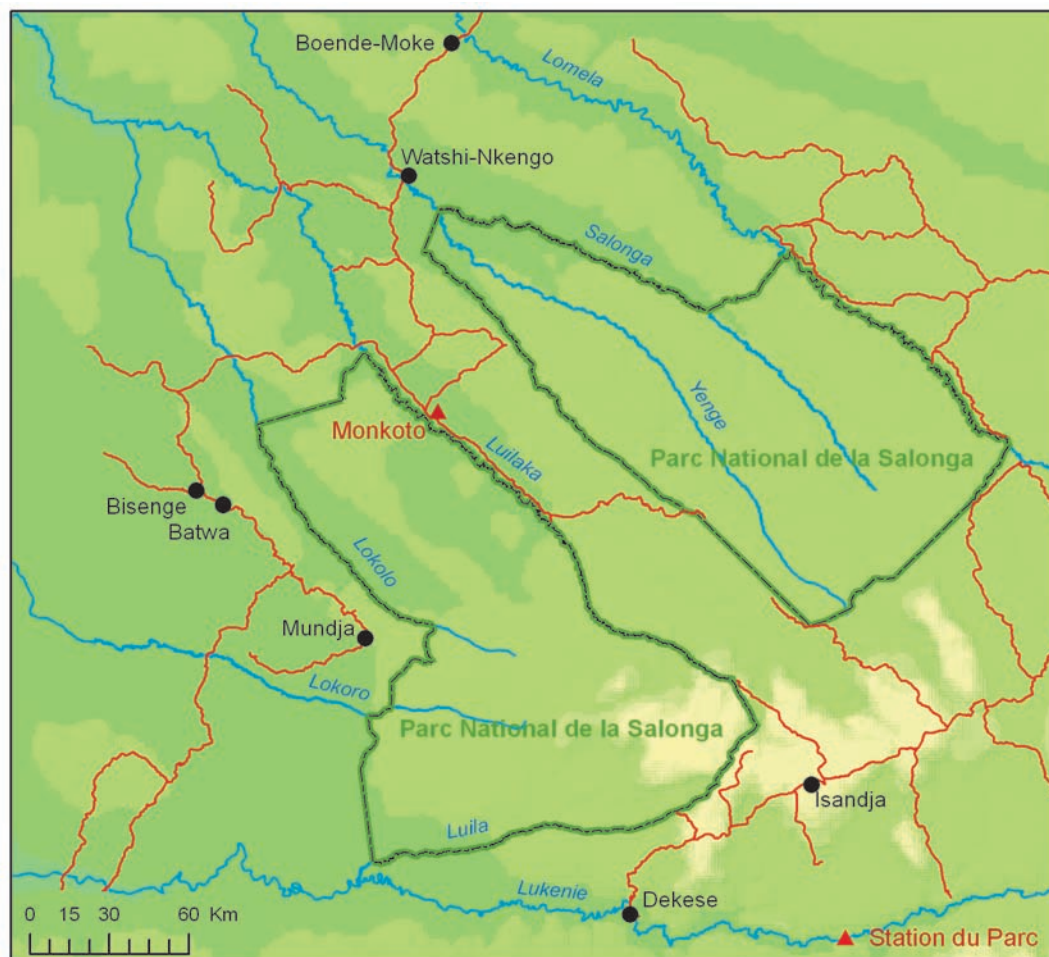 Boende-Moke
Lomela
Watshi-Nkengo
Salonga
Yenge
Monkoto
Luilaka
Parc National de la Salonga
Bisenge
Batwa
Lokolo
Mundja
Lokoro
Parc National de la Salonga
Isandja
Luila
Lukenie
Dekese
0 15 30 60 Km
Station du Parc